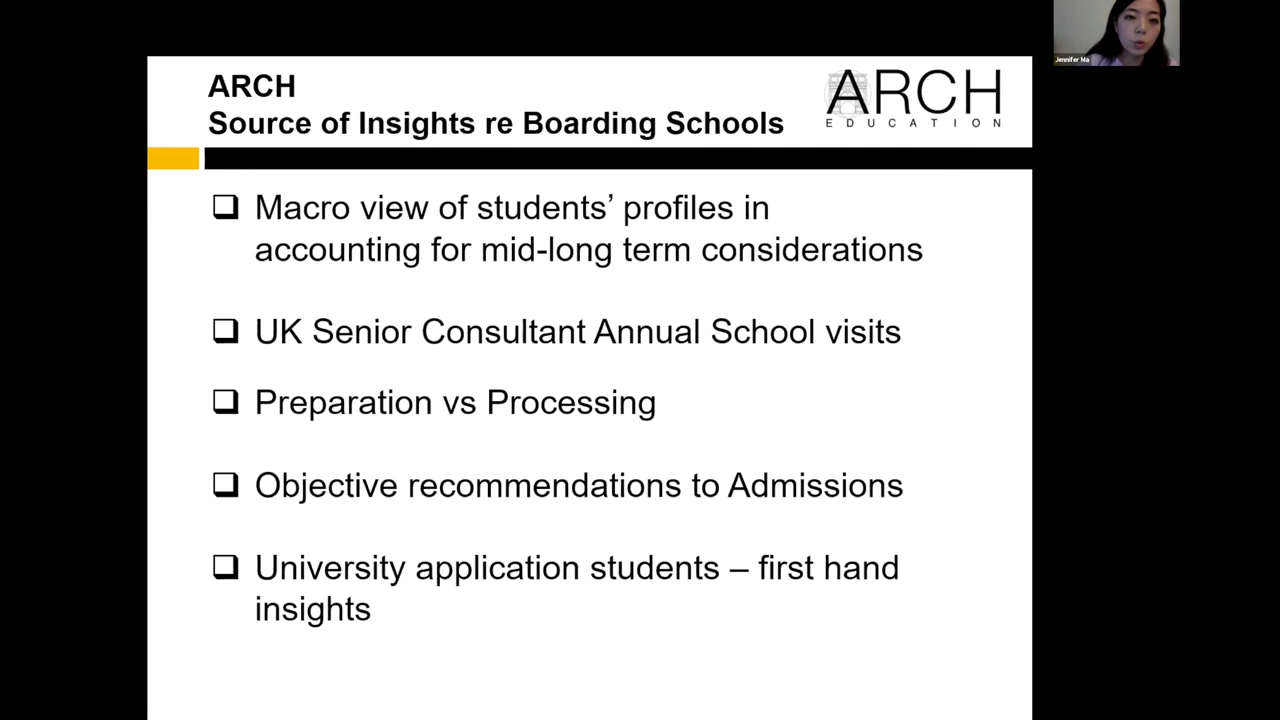 ARCH
Source of Insights re Boarding Schools
ARCH
EDUCATION
Jennifer Ma
Macro view of students’ profiles in
accounting for mid-long term considerations
UK Senior Consultant Annual School visits
Preparation vs Processing
Objective recommendations to Admissions
University application students – first hand
insights